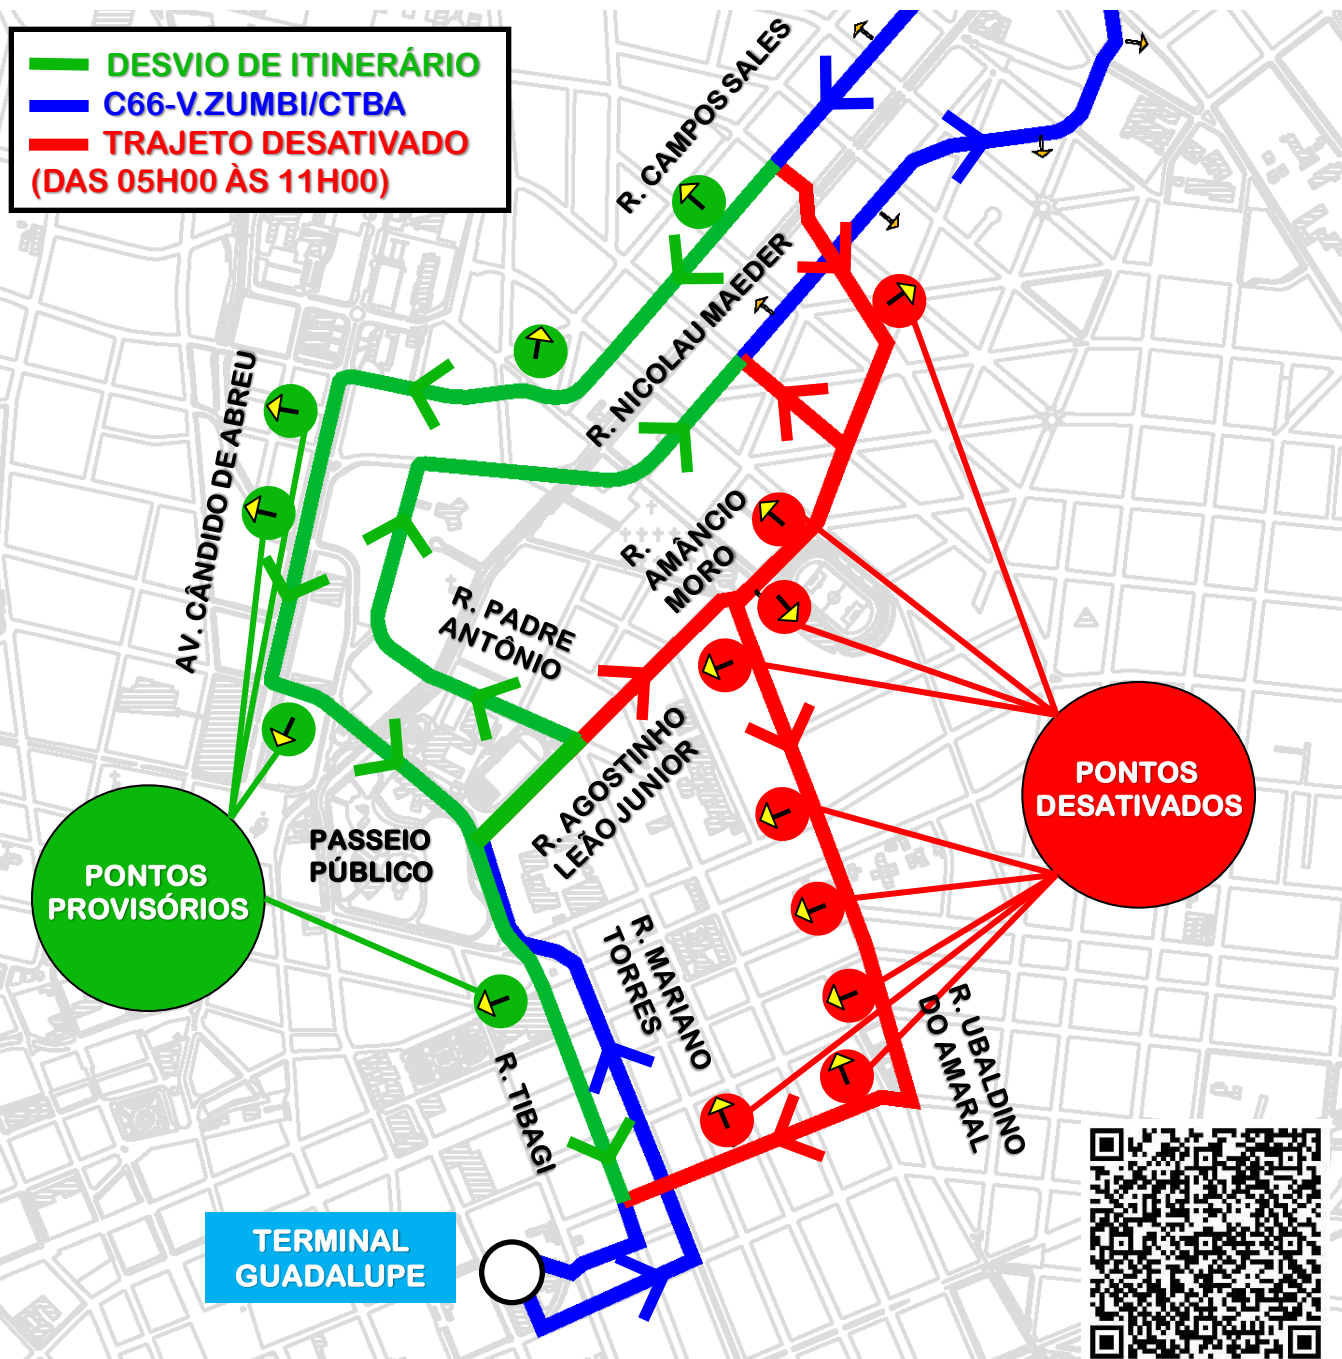 DESVIO DE ITINERÁRIO
C66-V.ZUMBI/CTBA
TRAJETO DESATIVADO
(DAS 05H00 ÀS 11H00)
R. CAMPOS SALES
R. NICOLAU MAEDER
AV. CÂNDIDO DE ABREU
R.
AMÂNCIO
MORO
R. PADRE
ANTÔNIO
R. AGOSTINHO
LEÃO JUNIOR
PONTOS
DESATIVADOS
PASSEIO
PÚBLICO
PONTOS
PROVISÓRIOS
R. MARIANO
TORRES
R. UBALDINO
DO AMARAL
R. TIBAGI
TERMINAL
GUADALUPE